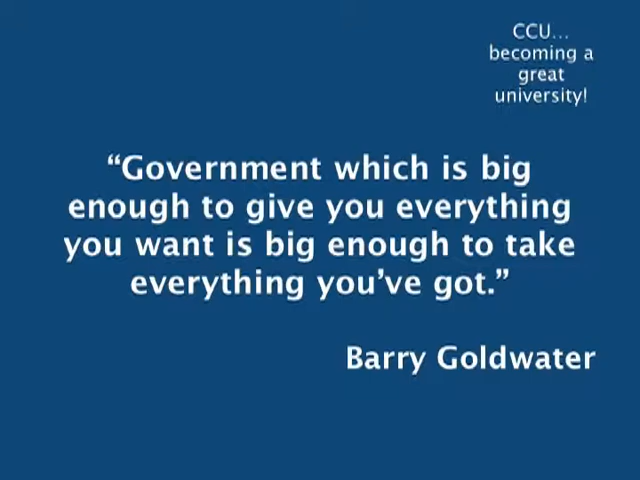 CCU...
becoming a
great
university!
“Government which is big
enough to give you everything
you want is big enough to take
everything you’ve got.”
Barry Goldwater